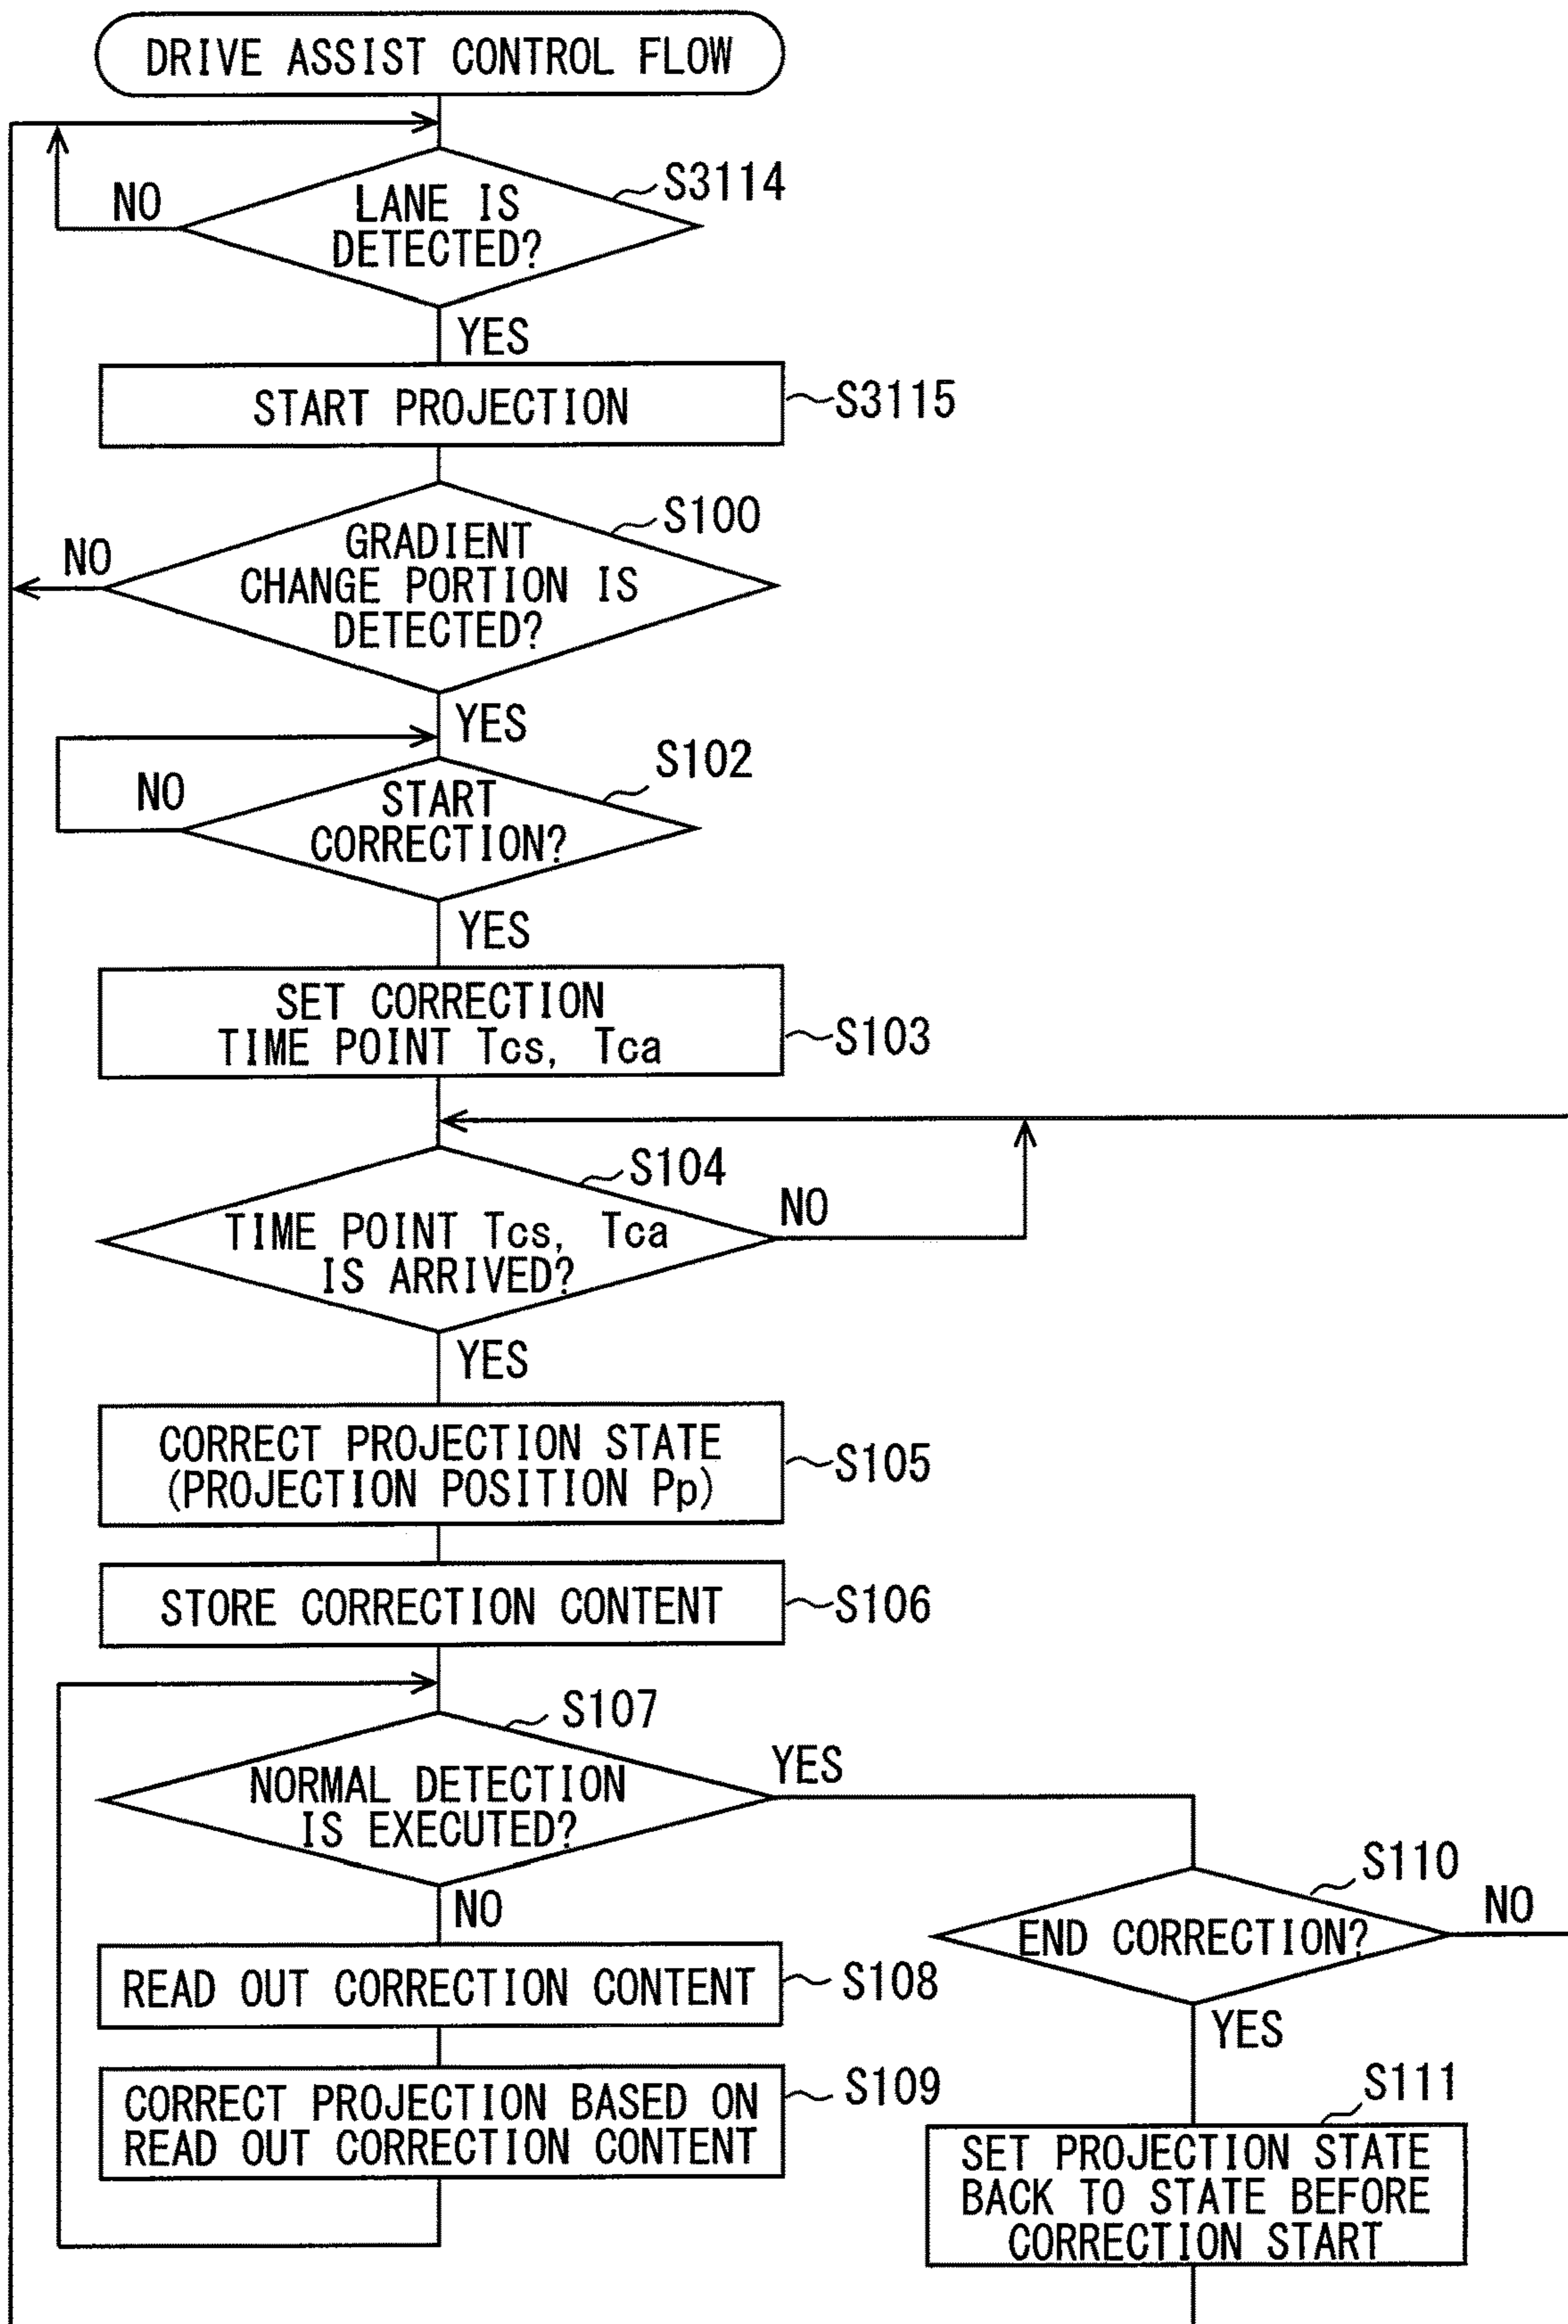 DRIVE ASSIST CONTROL FLOW
S3114
NO
LANE IS
DETECTED?
YES
START PROJECTION
S3115
S100
NO
GRADIENT
CHANGE PORTION IS
DETECTED?
YES
S102
NO
START
CORRECTION?
YES
SET CORRECTION
TIME POINT Tcs, Tca
S103
S104
NO
TIME POINT Tcs, Tca
IS ARRIVED?
YES
CORRECT PROJECTION STATE
(PROJECTION POSITION Pp)
S105
STORE CORRECTION CONTENT
S106
S107
YES
NORMAL DETECTION
IS EXECUTED?
NO
S110
NO
END CORRECTION?
YES
READ OUT CORRECTION CONTENT
S108
CORRECT PROJECTION BASED ON
READ OUT CORRECTION CONTENT
S109
S111
SET PROJECTION STATE
BACK TO STATE BEFORE
CORRECTION START